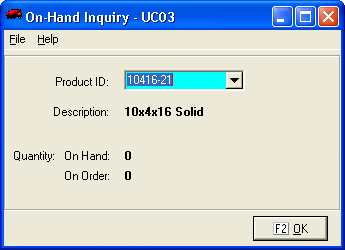 On-Hand Inquiry - UC03
File Help
Product ID: 10416-21
Description: 10x4x16 Solid
Quantity: On Hand: 0
On Order: 0
F2 OK